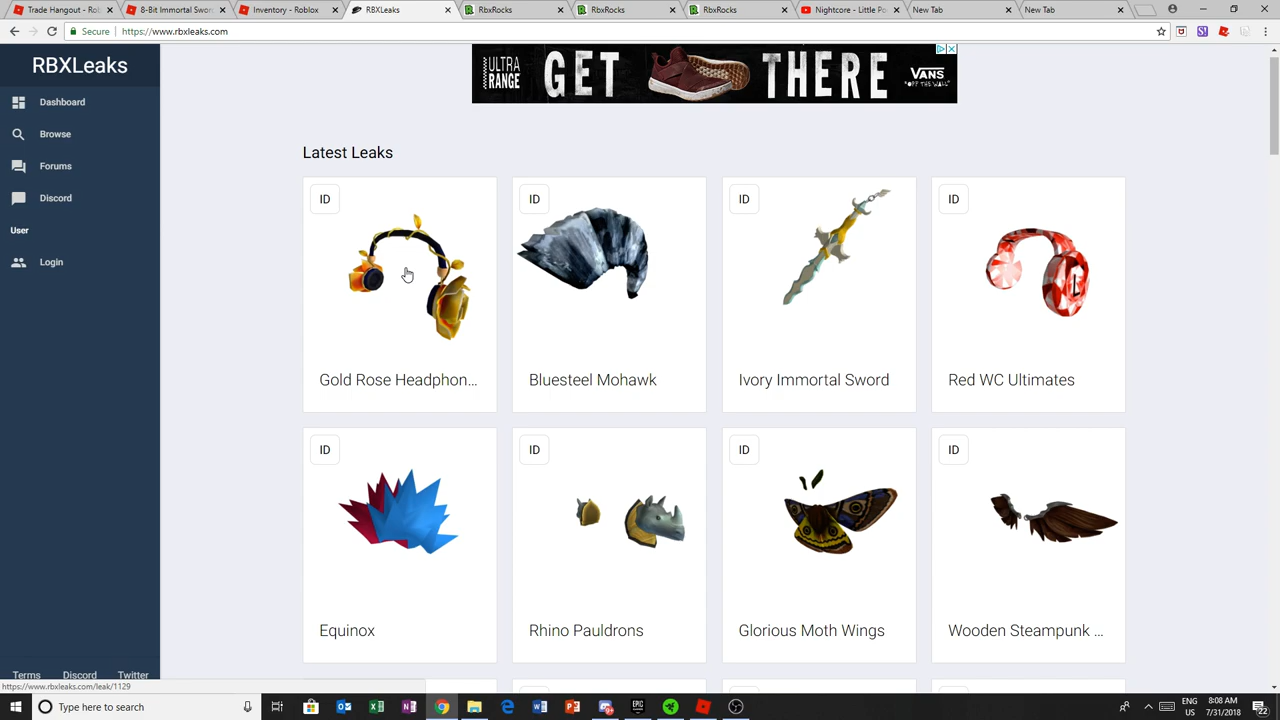 Trade Hangout - Rob
8-Bit Immortal Swor
Inventory - Roblox
RBXLeaks
RbxRocks
RbxRocks
RbxRocks
Nightcore - Little Po
New Tab
New Tab
Secure | https://www.rbxleaks.com
RBXLeaks
Dashboard
Browse
Forums
Discord
User
Login
Terms Discord Twitter
https://www.rbxleaks.com/leak/1129
ULTRA
RANGE
GET THERE
VANS
"OFF THE WALL"
Latest Leaks
ID
Gold Rose Headphon...
ID
Bluesteel Mohawk
ID
Ivory Immortal Sword
ID
Red WC Ultimates
ID
Equinox
ID
Rhino Pauldrons
ID
Glorious Moth Wings
ID
Wooden Steampunk ...
Type here to search
EPIC
ENG
US
8:08 AM
7/31/2018
22